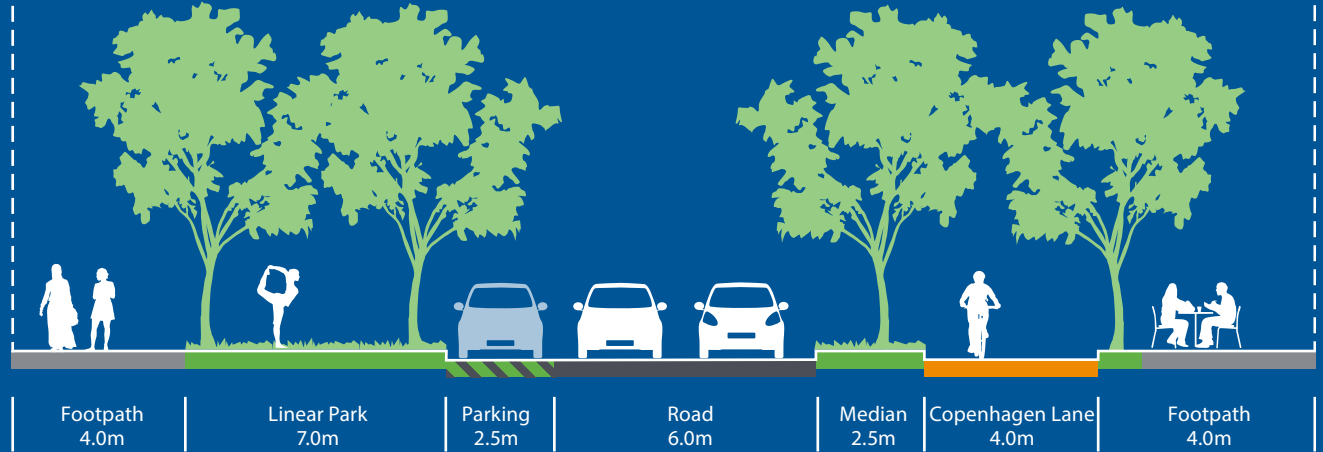 Footpath
4.0m
Linear Park
7.0m
Parking
2.5m
Road
6.0m
Median
2.5m
Copenhagen Lane
4.0m
Footpath
4.0m